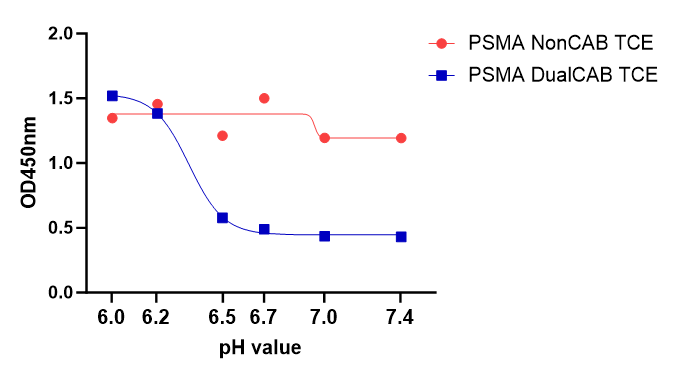 PSMA NonCAB TCE
PSMA DualCAB TCE
2.0
1.5
1.0
0.5
0.0
OD450nm
6.0 6.2 6.5 6.7 7.0 7.4
pH value